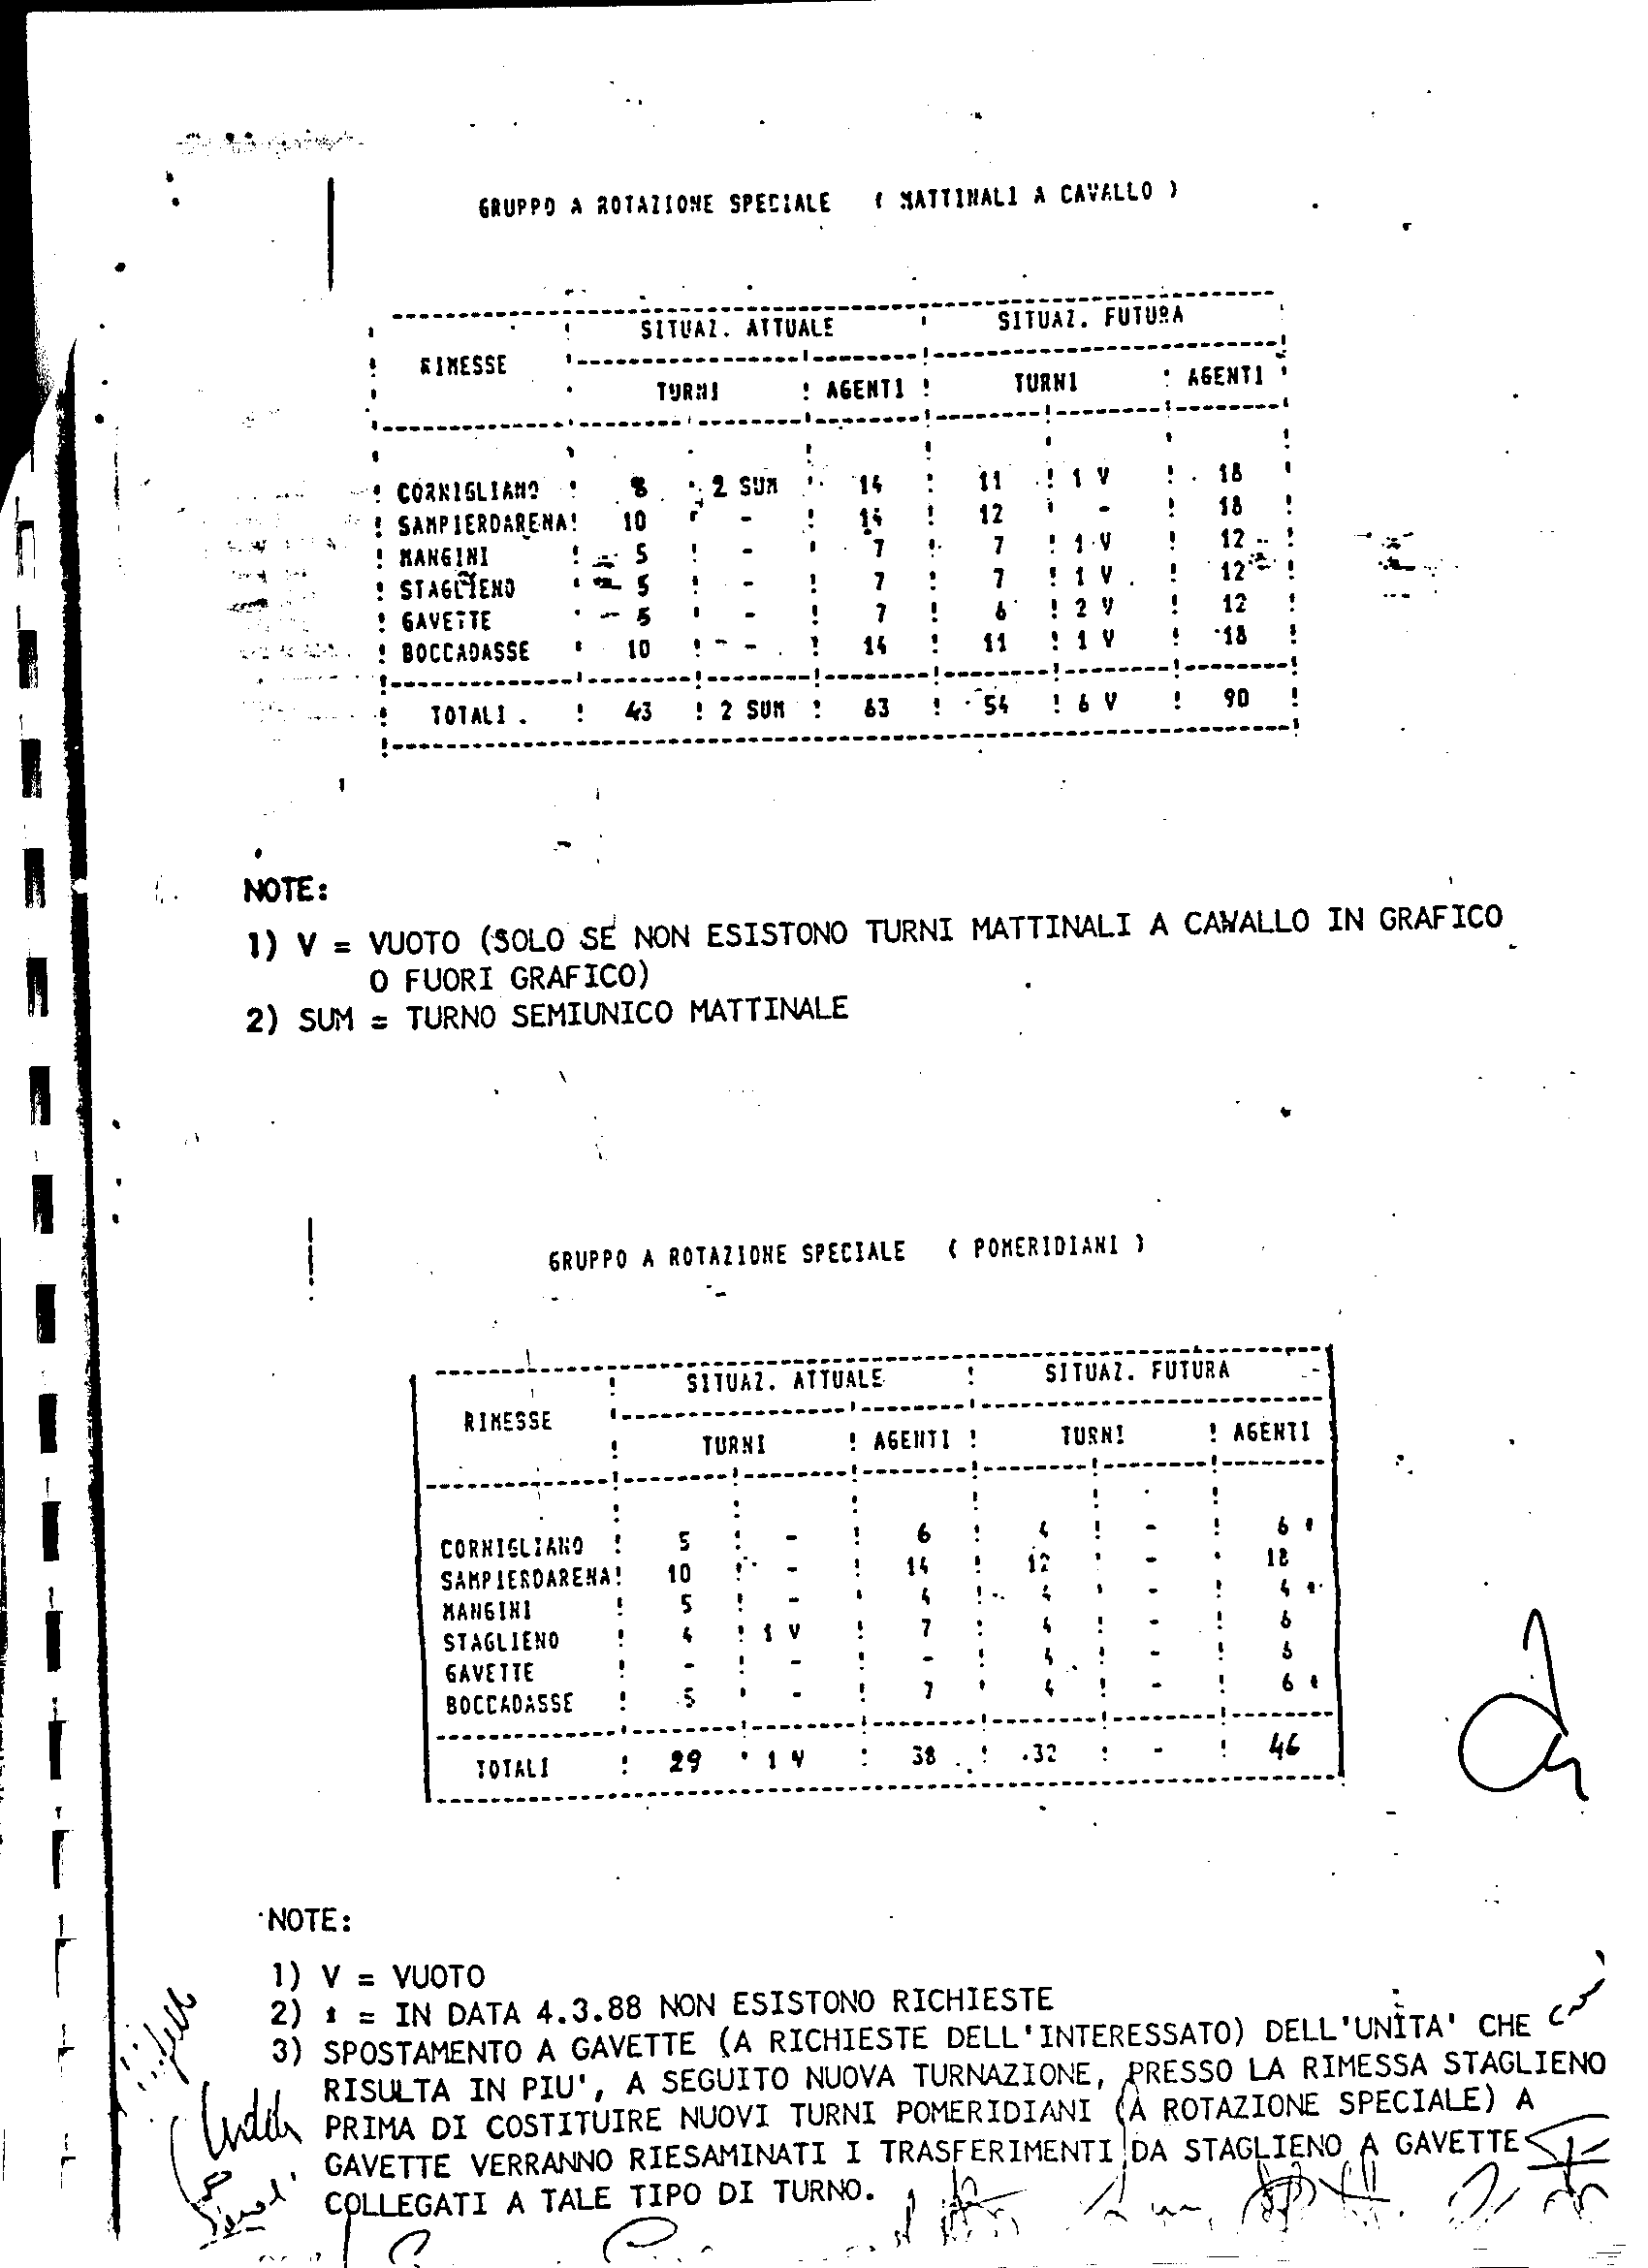 GRUPPO A ROTAZIONE SPECIALE ( MATTINALI A CAVALLO )
SITUAZ. ATTUALE ! SITUAZ. FUTURA
RIMESSE
TURNI ! AGENTI ! TURNI ! AGENTI !
! CORNIGLIANO ! 8 ! 2 SUM ! 14 ! 11 ! 1 V ! 18 !
! SAMPIERDARENA! 10 ! - ! 14 ! 12 ! - ! 18 !
! MANGINI ! 5 ! - ! 7 ! 7 ! 1 V ! 12 !
! STAGLIENO ! 5 ! - ! 7 ! 7 ! 1 V ! 12 !
! GAVETTE ! 5 ! - ! 7 ! 6 ! 2 V ! 12 !
! BOCCADASSE ! 10 ! - ! 14 ! 11 ! 1 V ! 18 !
! TOTALI ! 43 ! 2 SUM ! 63 ! 54 ! 6 V ! 90 !
NOTE:
1) V = VUOTO (SOLO SE NON ESISTONO TURNI MATTINALI A CAVALLO IN GRAFICO
O FUORI GRAFICO)
2) SUM = TURNO SEMIUNICO MATTINALE
GRUPPO A ROTAZIONE SPECIALE ( POMERIDIANI )
! SITUAZ. ATTUALE ! SITUAZ. FUTURA
RIMESSE
! TURNI ! AGENTI ! TURNI ! AGENTI
CORNIGLIANO ! 5 ! - ! 6 ! 4 ! - ! 6 *
SAMPIERDARENA! 10 ! - ! 14 ! 12 ! - ! 18
MANGINI ! 5 ! - ! 4 ! 4 ! - ! 4 *
STAGLIENO ! 4 ! 1 V ! 7 ! 4 ! - ! 6
GAVETTE ! - ! - ! - ! 4 ! - ! 6
BOCCADASSE ! 5 ! - ! 7 ! 4 ! - ! 6 *
TOTALI ! 29 ! 1 V ! 38 ! 32 ! - ! 46
NOTE:
1) V = VUOTO
2) * = IN DATA 4.3.88 NON ESISTONO RICHIESTE
3) SPOSTAMENTO A GAVETTE (A RICHIESTE DELL'INTERESSATO) DELL'UNITA' CHE
RISULTA IN PIU', A SEGUITO NUOVA TURNAZIONE, PRESSO LA RIMESSA STAGLIENO
PRIMA DI COSTITUIRE NUOVI TURNI POMERIDIANI (A ROTAZIONE SPECIALE) A
GAVETTE VERRANNO RIESAMINATI I TRASFERIMENTI DA STAGLIENO A GAVETTE
COLLEGATI A TALE TIPO DI TURNO.